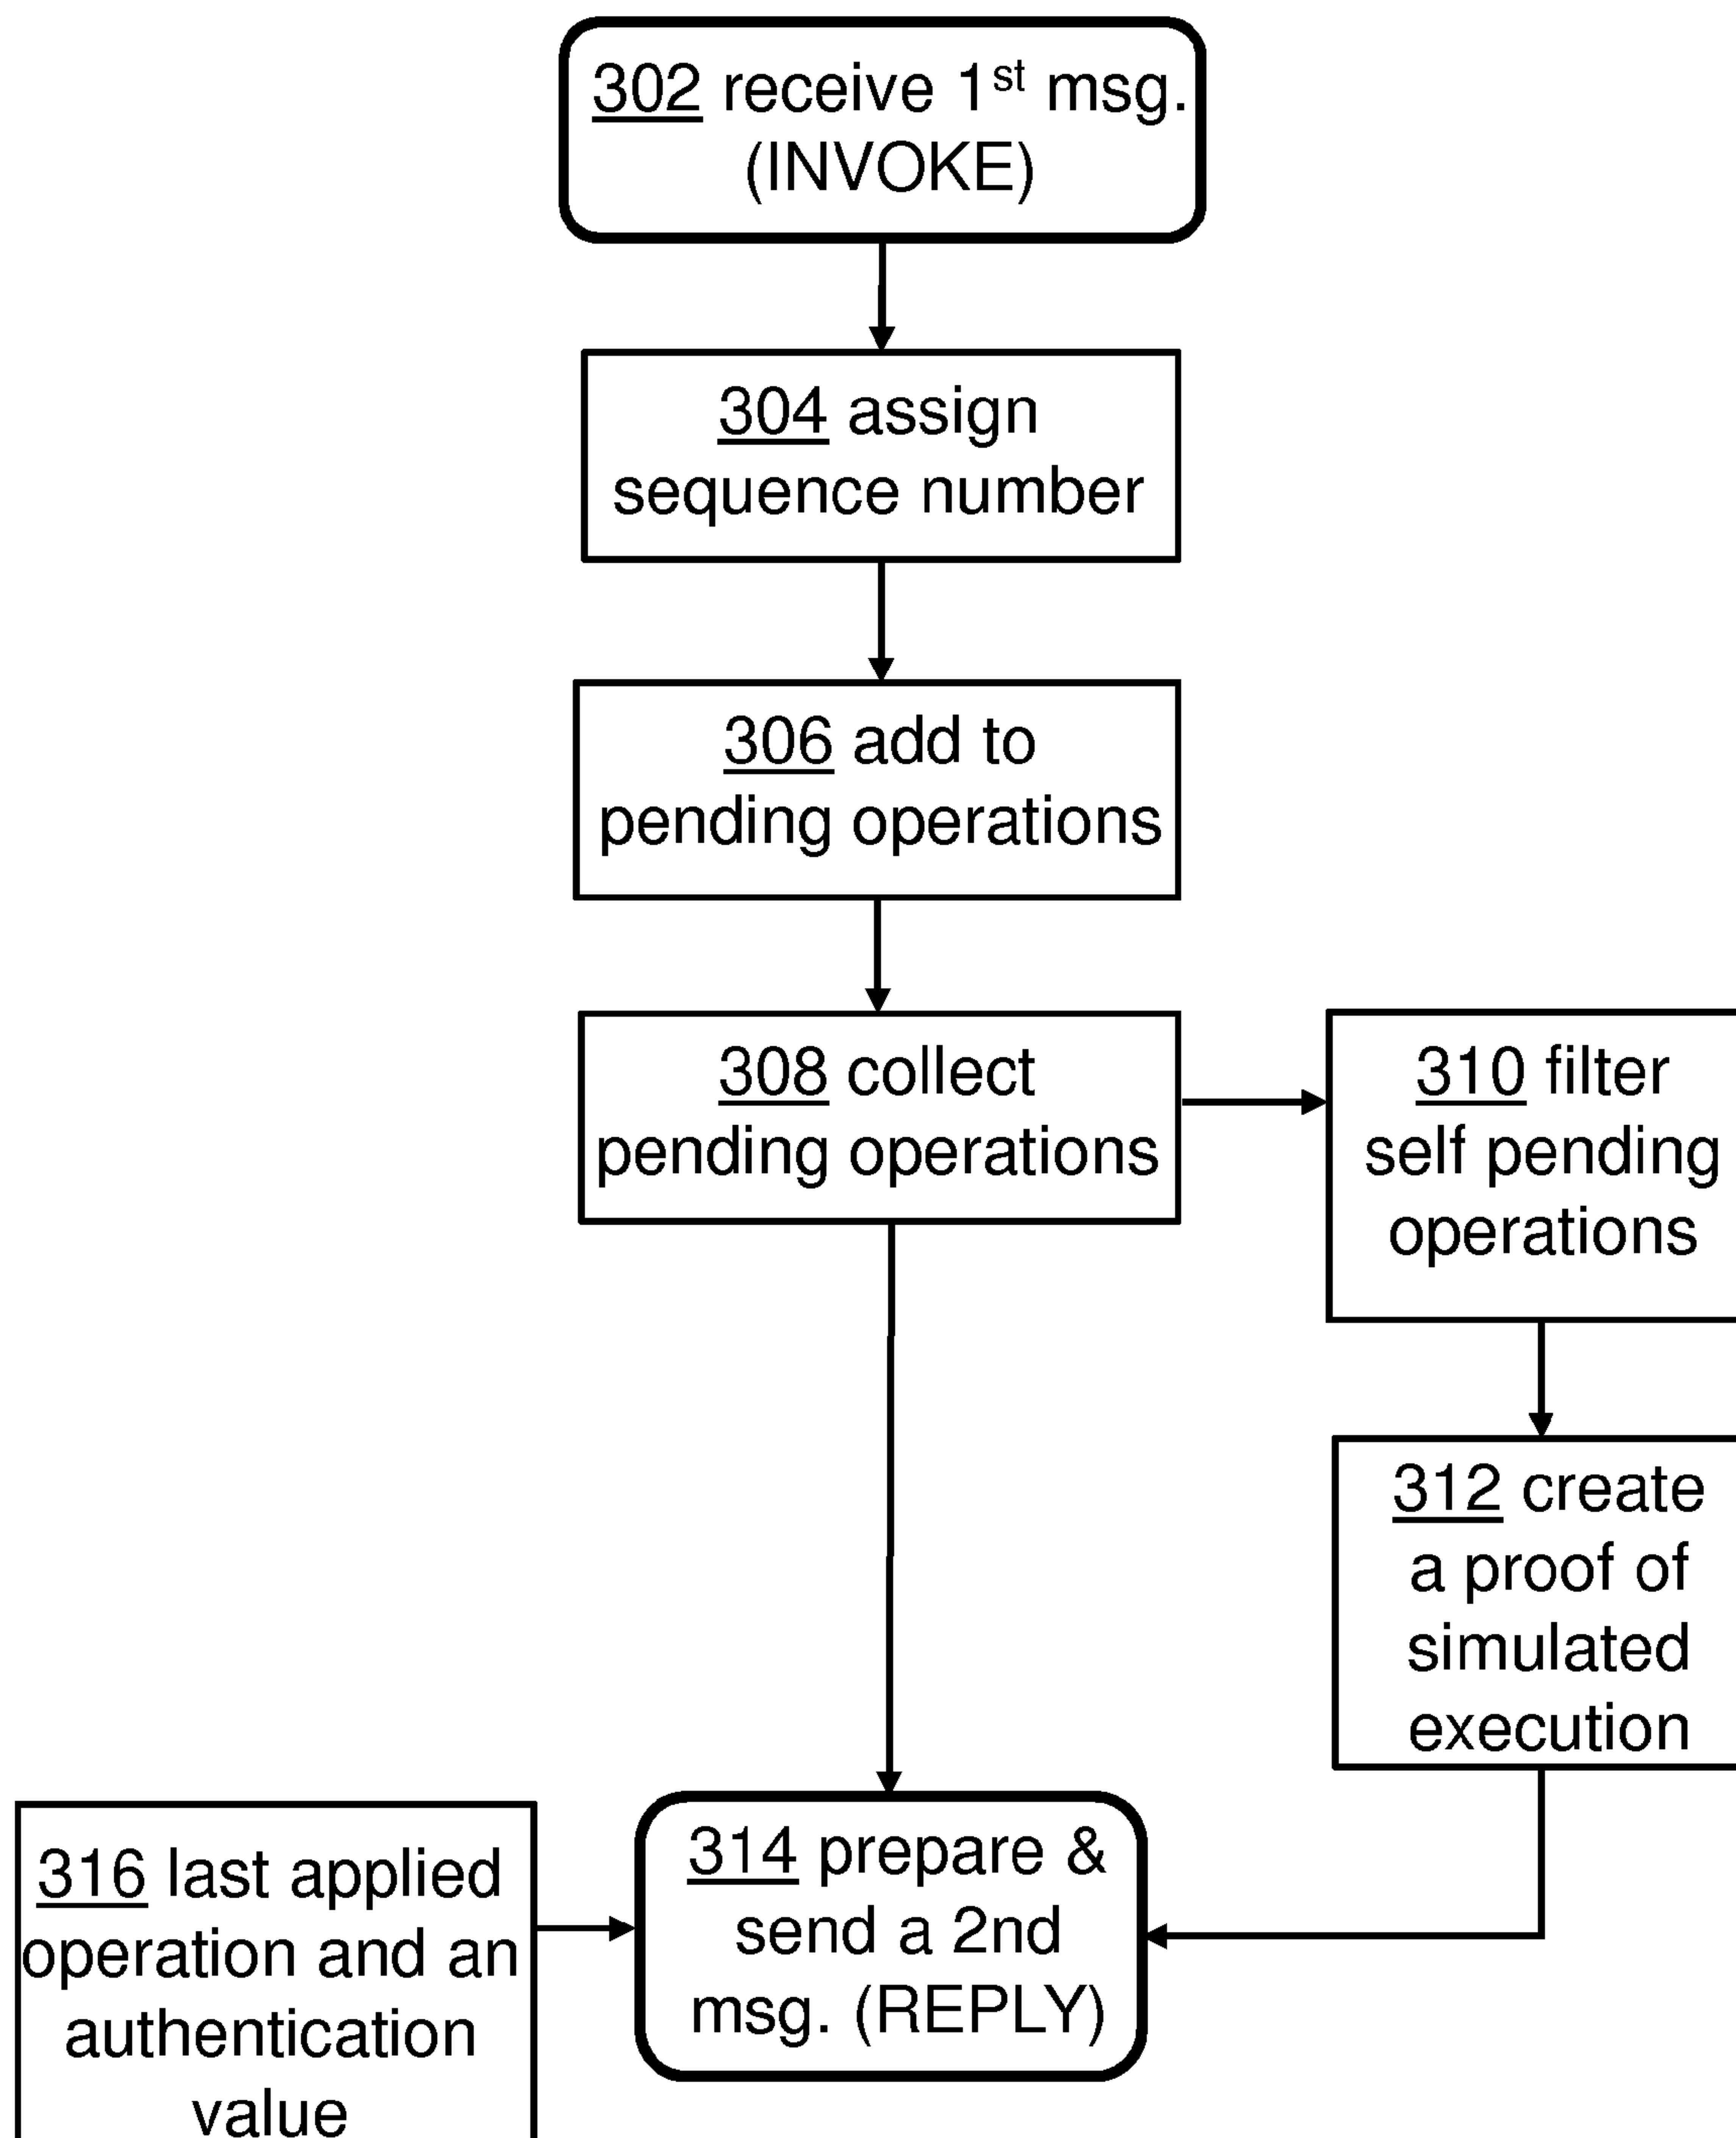 302 receive 1st msg.
(INVOKE)
304 assign
sequence number
306 add to
pending operations
308 collect
pending operations
310 filter
self pending
operations
312 create
a proof of
simulated
execution
314 prepare &
send a 2nd
msg. (REPLY)
316 last applied
operation and an
authentication
value